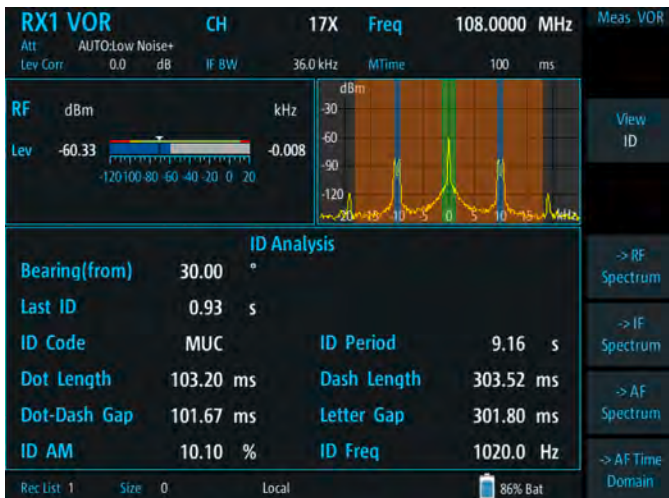 RX1 VOR CH 17X Freq 108.0000 MHz Meas VOR
Att AUTO:Low Noise+
Lev Corr 0.0 dB IF BW 36.0 kHz MTime 100 ms
RF dBm kHz
Lev -60.33 -0.008
-120 100 -80 -60 -40 -20 0 20
dBm
-30
-60
-90
-120
-20 -15 -10 -5 0 5 10 15 kHz
View
ID
ID Analysis
Bearing(from) 30.00 °
Last ID 0.93 s
ID Code MUC ID Period 9.16 s
Dot Length 103.20 ms Dash Length 303.52 ms
Dot-Dash Gap 101.67 ms Letter Gap 301.80 ms
ID AM 10.10 % ID Freq 1020.0 Hz
-> RF
Spectrum
-> IF
Spectrum
-> AF
Spectrum
-> AF Time
Domain
Rec List 1 Size 0 Local 86% Bat